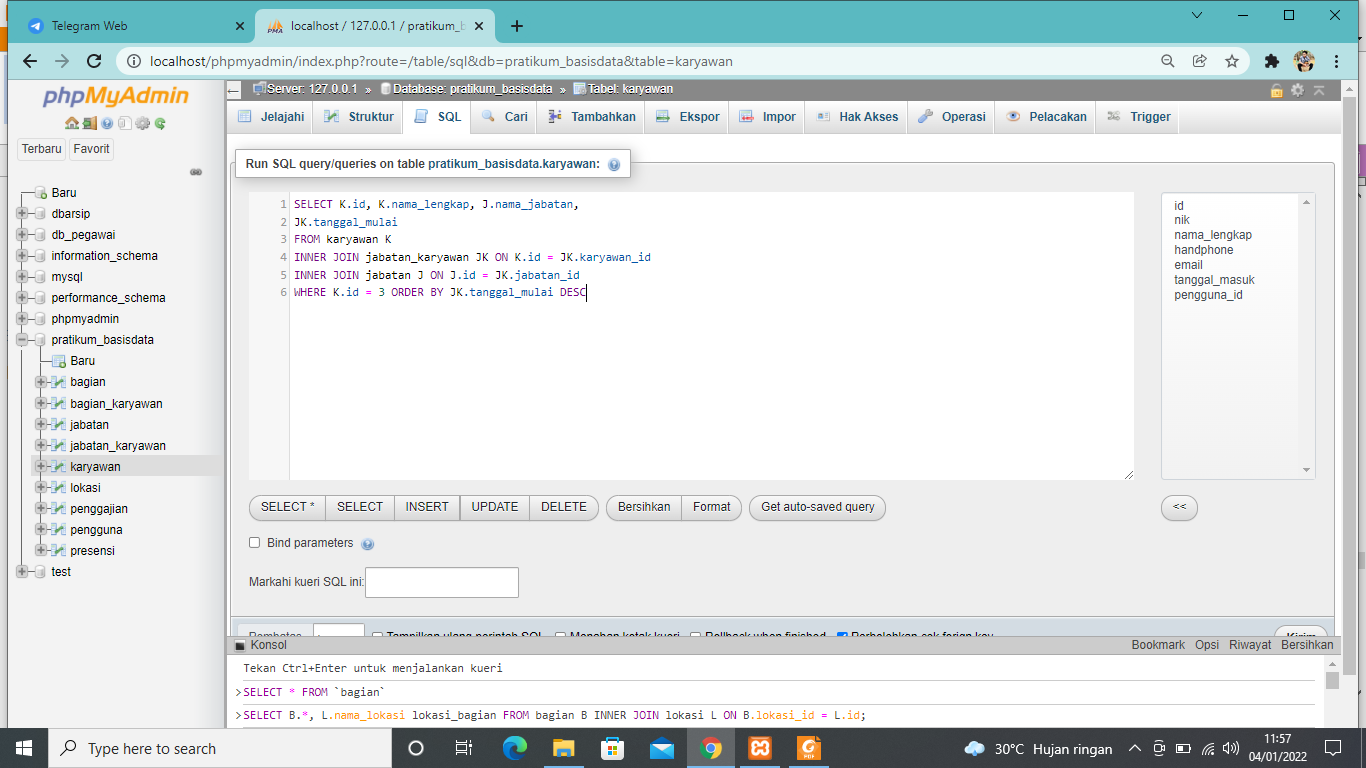 Telegram Web
localhost / 127.0.0.1 / pratikum_b
localhost/phpmyadmin/index.php?route=/table/sql&db=pratikum_basisdata&table=karyawan
phpMyAdmin
Terbaru Favorit
Baru
dbarsip
db_pegawai
information_schema
mysql
performance_schema
phpmyadmin
pratikum_basisdata
Baru
bagian
bagian_karyawan
jabatan
jabatan_karyawan
karyawan
lokasi
penggajian
pengguna
presensi
test
Server: 127.0.0.1 » Database: pratikum_basisdata » Tabel: karyawan
Jelajahi Struktur SQL Cari Tambahkan Ekspor Impor Hak Akses Operasi Pelacakan Trigger
Run SQL query/queries on table pratikum_basisdata.karyawan:
1 SELECT K.id, K.nama_lengkap, J.nama_jabatan,
2 JK.tanggal_mulai
3 FROM karyawan K
4 INNER JOIN jabatan_karyawan JK ON K.id = JK.karyawan_id
5 INNER JOIN jabatan J ON J.id = JK.jabatan_id
6 WHERE K.id = 3 ORDER BY JK.tanggal_mulai DESC
id
nik
nama_lengkap
handphone
email
tanggal_masuk
pengguna_id
SELECT * SELECT INSERT UPDATE DELETE Bersihkan Format Get auto-saved query <<
Bind parameters
Markahi kueri SQL ini:
Pembatas Tampilkan ulang perintah SQL Menahan kotak kueri Rollback when finished Perbolehkan cek forign key Kirim
Konsol Bookmark Opsi Riwayat Bersihkan
Tekan Ctrl+Enter untuk menjalankan kueri
>SELECT * FROM `bagian`
>SELECT B.*, L.nama_lokasi lokasi_bagian FROM bagian B INNER JOIN lokasi L ON B.lokasi_id = L.id;
Type here to search
30°C Hujan ringan
11:57
04/01/2022